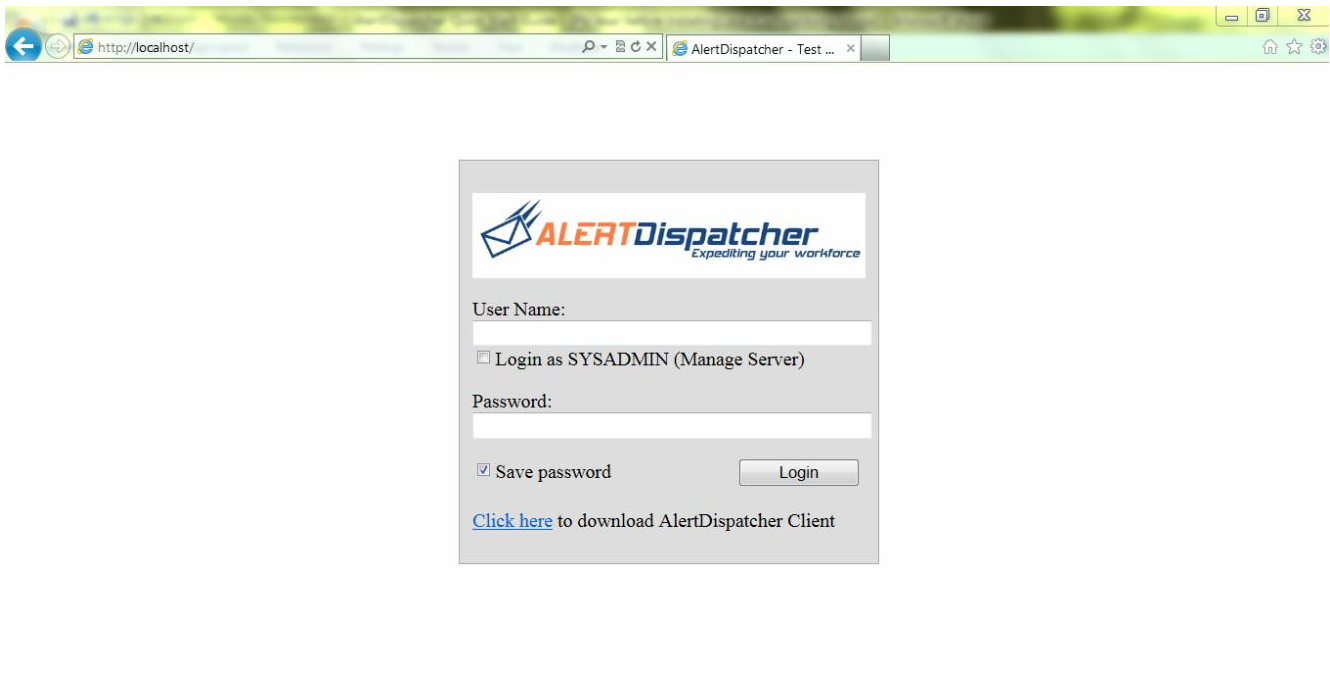 http://localhost/
AlertDispatcher - Test ...
ALERTDispatcher
Expediting your workforce
User Name:
Login as SYSADMIN (Manage Server)
Password:
Save password
Login
Click here to download AlertDispatcher Client